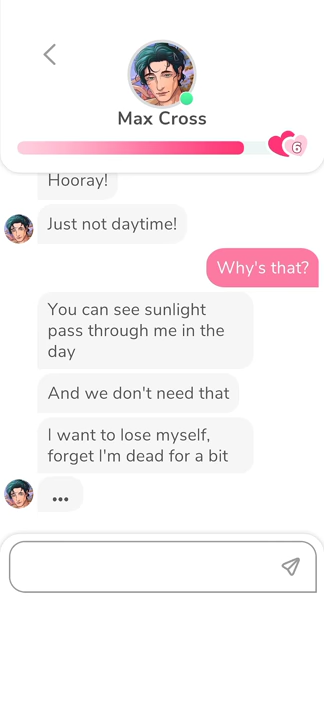 Max Cross
6
Hooray!
Just not daytime!
Why's that?
You can see sunlight
pass through me in the
day
And we don't need that
I want to lose myself,
forget I'm dead for a bit
...